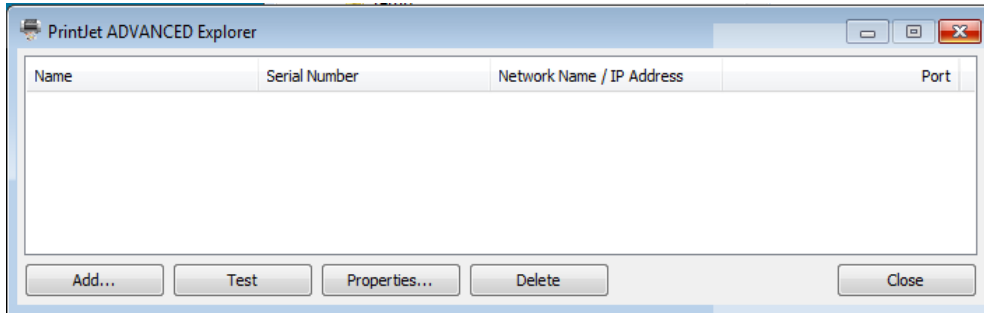 PrintJet ADVANCED Explorer
Name Serial Number Network Name / IP Address Port
Add... Test Properties... Delete Close